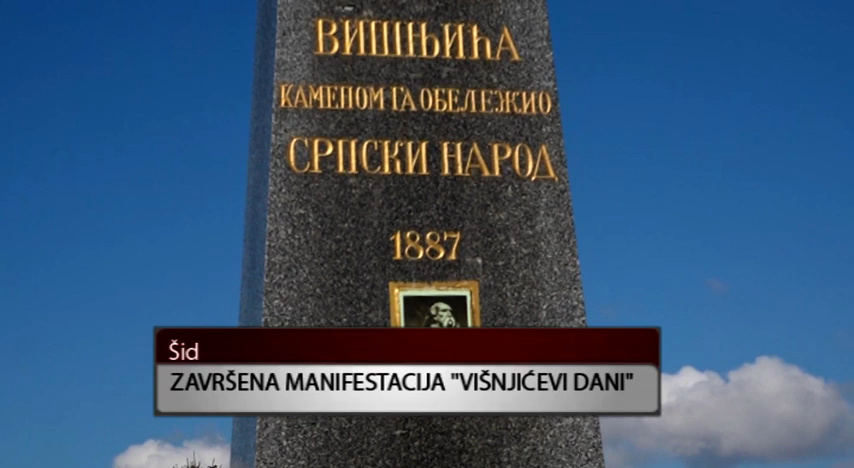 ВИШЊИЋА
КАМЕНОМ ГА ОБЕЛЕЖИО
СРПСКИ НАРОД
1887
Šid
ZAVRŠENA MANIFESTACIJA "VIŠNJIĆEVI DANI"